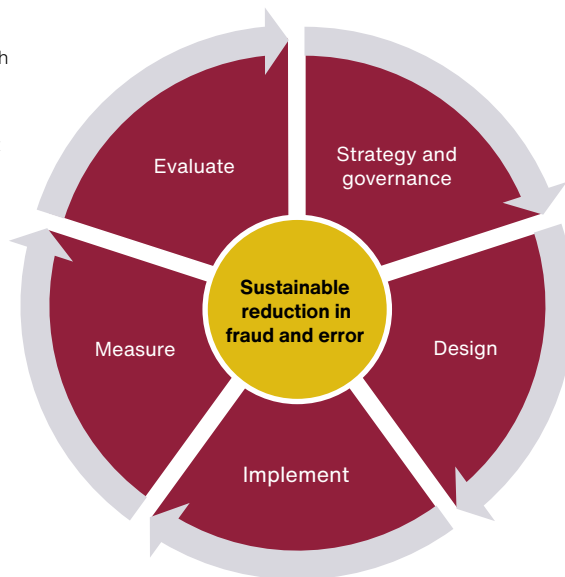 Evaluate
Strategy and
governance
Sustainable
reduction in
fraud and error
Measure
Design
Implement